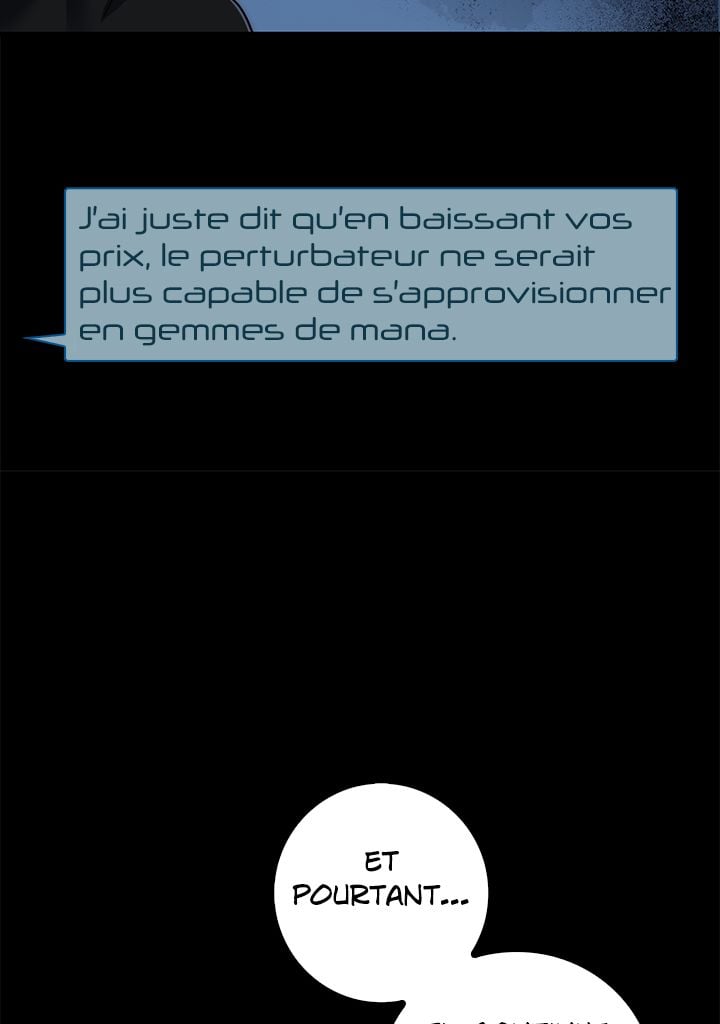 J'ai juste dit qu'en baissant vos
prix, le perturbateur ne serait
plus capable de s'approvisionner
en gemmes de mana.
ET
POURTANT...